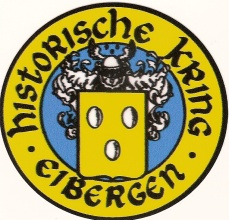 HISTORISCHE KRING
· EIBERGEN ·